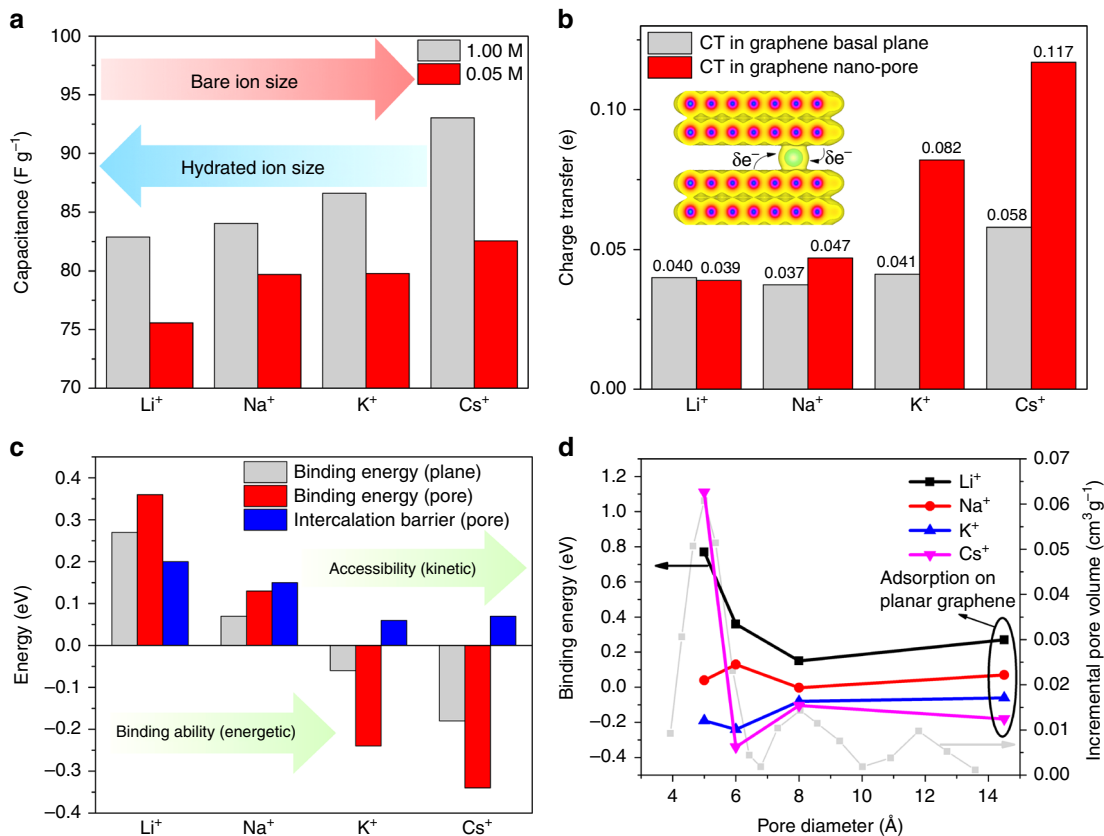 a
100
95
90
85
80
75
70
Capacitance (F g⁻¹)
1.00 M
0.05 M
Bare ion size
Hydrated ion size
Li⁺ Na⁺ K⁺ Cs⁺
b
0.10
0.05
0.00
Charge transfer (e)
CT in graphene basal plane
CT in graphene nano-pore
δe⁻ δe⁻
0.040 0.039 0.037 0.047 0.041 0.082 0.058 0.117
Li⁺ Na⁺ K⁺ Cs⁺
c
0.4
0.3
0.2
0.1
0.0
−0.1
−0.2
−0.3
−0.4
Energy (eV)
Binding energy (plane)
Binding energy (pore)
Intercalation barrier (pore)
Accessibility (kinetic)
Binding ability (energetic)
Li⁺ Na⁺ K⁺ Cs⁺
d
1.2
1.0
0.8
0.6
0.4
0.2
0.0
−0.2
−0.4
Binding energy (eV)
Li⁺
Na⁺
K⁺
Cs⁺
Adsorption on
planar graphene
0.07
0.06
0.05
0.04
0.03
0.02
0.01
0.00
Incremental pore volume (cm³ g⁻¹)
4 6 8 10 12 14
Pore diameter (Å)